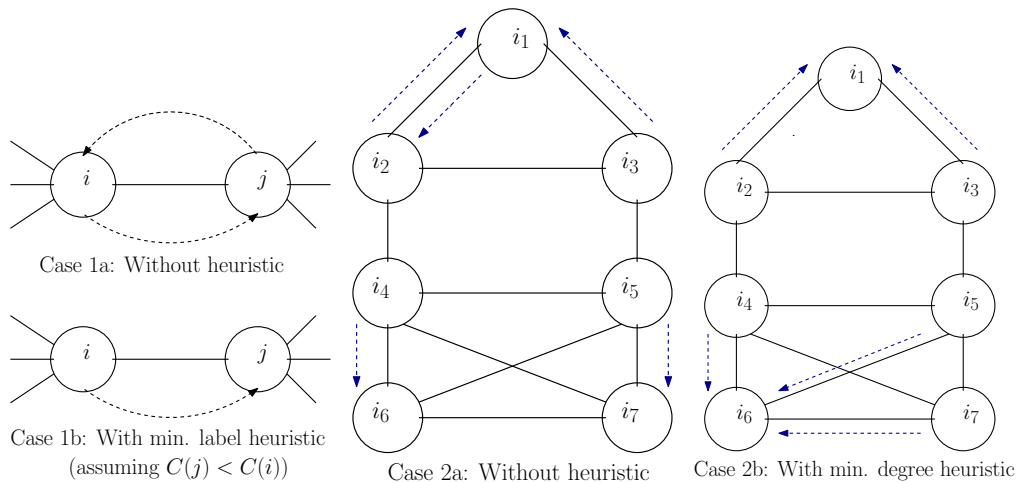 i j
Case 1a: Without heuristic
i j
Case 1b: With min. label heuristic
(assuming C(j) < C(i))
i₁
i₂ i₃
i₄ i₅
i₆ i₇
Case 2a: Without heuristic
i₁
i₂ i₃
i₄ i₅
i₆ i₇
Case 2b: With min. degree heuristic